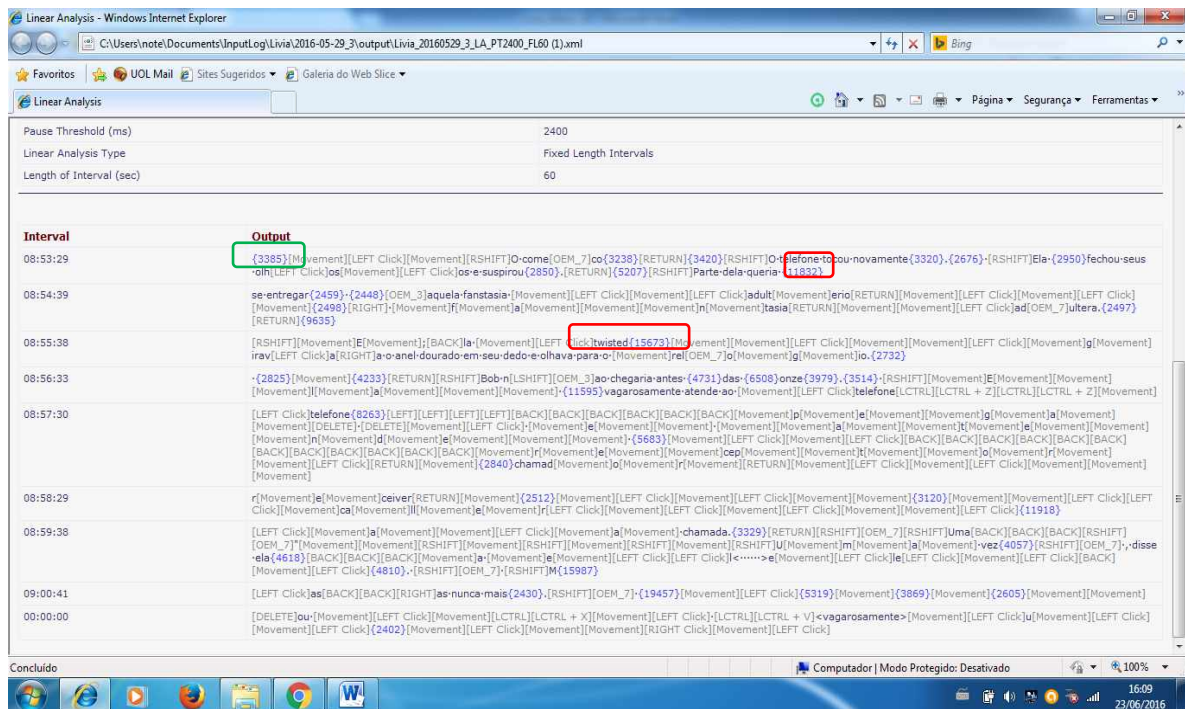 Linear Analysis - Windows Internet Explorer
C:\Users\note\Documents\InputLog\Livia\2016-05-29_3\output\Livia_20160529_3_LA_PT2400_FL60 (1).xml
Bing
Favoritos UOL Mail Sites Sugeridos Galeria do Web Slice
Linear Analysis
Página Segurança Ferramentas
Pause Threshold (ms) 2400
Linear Analysis Type Fixed Length Intervals
Length of Interval (sec) 60
Interval Output
08:53:29 {3385}[Movement][LEFT Click][Movement][RSHIFT]O·come[OEM_7]co{3238}[RETURN]{3420}[RSHIFT]O·telefone·tocou·novamente{3320}.{2676}·[RSHIFT]Ela·{2950}fechou·seus
·olh[LEFT Click]os[Movement][LEFT Click]os·e·suspirou{2850}.[RETURN]{5207}[RSHIFT]Parte·dela·queria·{11832}
08:54:39 se·entregar{2459}·{2448}[OEM_3]aquela·fanstasia·[Movement][LEFT Click][Movement][LEFT Click]adult[Movement]erio[RETURN][Movement][LEFT Click][Movement][LEFT Click]
[Movement]{2498}[RIGHT]·[Movement]f[Movement]a[Movement][Movement][Movement]n[Movement]tasia[RETURN][Movement][LEFT Click][Movement][LEFT Click]ad[OEM_7]ultera.{2497}
[RETURN]{9635}
08:55:38 [RSHIFT][Movement]E[Movement];[BACK]la·[Movement][LEFT Click]twisted{15673}[Movement][Movement][LEFT Click][Movement][LEFT Click][Movement]g[Movement]
irav[LEFT Click]a[RIGHT]a·o·anel·dourado·em·seu·dedo·e·olhava·para·o·[Movement]rel[OEM_7]o[Movement]g[Movement]io.{2732}
08:56:33 ·{2825}[Movement]{4233}[RETURN][RSHIFT]Bob·n[LSHIFT][OEM_3]ao·chegaria·antes·{4731}das·{6508}onze{3979}.{3514}·[RSHIFT][Movement]E[Movement][Movement]
[Movement]l[Movement]a[Movement][Movement][Movement]·{11595}vagarosamente·atende·ao·[Movement][LEFT Click]telefone[LCTRL][LCTRL + Z][LCTRL][LCTRL + Z][Movement]
08:57:30 [LEFT Click]telefone{8263}[LEFT][LEFT][LEFT][LEFT][BACK][BACK][BACK][BACK][BACK][BACK][Movement]p[Movement]e[Movement][Movement]g[Movement]a[Movement]
[Movement][DELETE]·[DELETE][Movement][LEFT Click]·[Movement]e[Movement][Movement]·[Movement][Movement]a[Movement][Movement]t[Movement]e[Movement][Movement]
[Movement]n[Movement]d[Movement]e[Movement][Movement][Movement]·{5683}[Movement][LEFT Click][Movement][LEFT Click][BACK][BACK][BACK][BACK][BACK][BACK]
[BACK][BACK][BACK][BACK][BACK][BACK][Movement]r[Movement]e[Movement][Movement]cep[Movement][Movement]t[Movement][Movement]o[Movement]r[Movement]
[Movement][LEFT Click][RETURN][Movement]{2840}chamad[Movement]o[Movement]r[Movement][RETURN][Movement][LEFT Click][Movement][LEFT Click][Movement][Movement]
[Movement]
08:58:29 r[Movement]e[Movement]ceiver[RETURN][Movement]{2512}[Movement][LEFT Click][Movement][LEFT Click][Movement][Movement]{3120}[Movement][Movement][LEFT Click][LEFT
Click][Movement]ca[Movement]ll[Movement]e[Movement]r[LEFT Click][Movement][LEFT Click][Movement][LEFT Click][Movement][Movement][LEFT Click]{11918}
08:59:38 [LEFT Click][Movement]a[Movement][Movement][LEFT Click][Movement]a[Movement]·chamada.{3329}[RETURN][RSHIFT][OEM_7][RSHIFT]Uma[BACK][BACK][BACK][RSHIFT]
[OEM_7]"[Movement][Movement][RSHIFT][Movement][RSHIFT][Movement][RSHIFT][Movement][RSHIFT]U[Movement]m[Movement]a[Movement]·vez{4057}[RSHIFT][OEM_7]·,·disse
·ela{4618}[BACK][BACK][BACK][Movement]a·[Movement]e[Movement][Movement][LEFT Click][LEFT Click]l<······>e[Movement][LEFT Click]le[LEFT Click][Movement][LEFT Click][BACK]
[Movement][LEFT Click]{4810}.·[RSHIFT][OEM_7]·[RSHIFT]M{15987}
09:00:41 [LEFT Click]as[BACK][BACK][RIGHT]as·nunca·mais{2430}.[RSHIFT][OEM_7]·{19457}[Movement][LEFT Click]{5319}[Movement]{3869}[Movement]{2605}[Movement][Movement]
00:00:00 [DELETE]ou·[Movement][LEFT Click][Movement][LCTRL][LCTRL + X][Movement][LEFT Click]·[LCTRL][LCTRL + V]<vagarosamente>[Movement][LEFT Click]u[Movement][LEFT Click]
[Movement][LEFT Click]{2402}[Movement][LEFT Click][Movement][Movement][RIGHT Click][Movement][LEFT Click]
Concluído Computador | Modo Protegido: Desativado 100%
16:09
23/06/2016